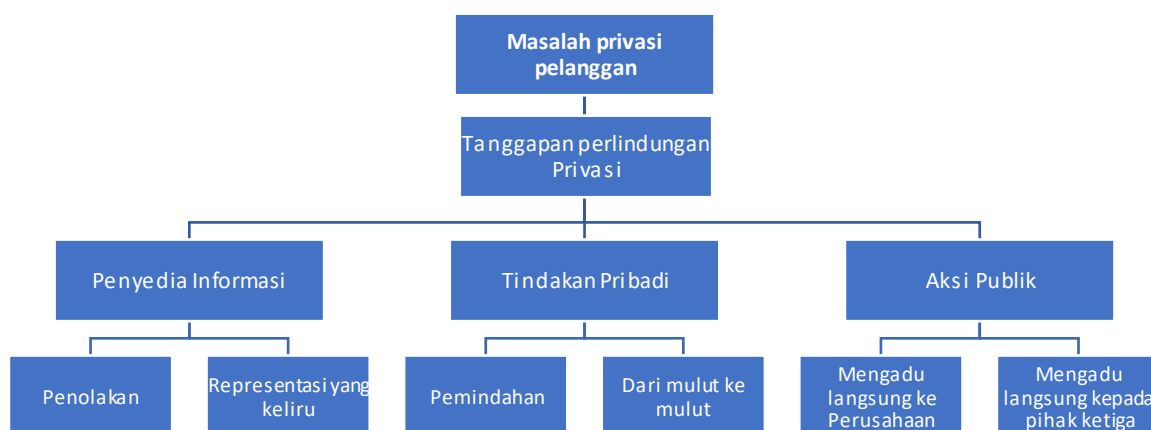 Masalah privasi
pelanggan
Tanggapan perlindungan
Privasi
Penyedia Informasi
Tindakan Pribadi
Aksi Publik
Penolakan
Representasi yang
keliru
Pemindahan
Dari mulut ke
mulut
Mengadu
langsung ke
Perusahaan
Mengadu
langsung kepada
pihak ketiga